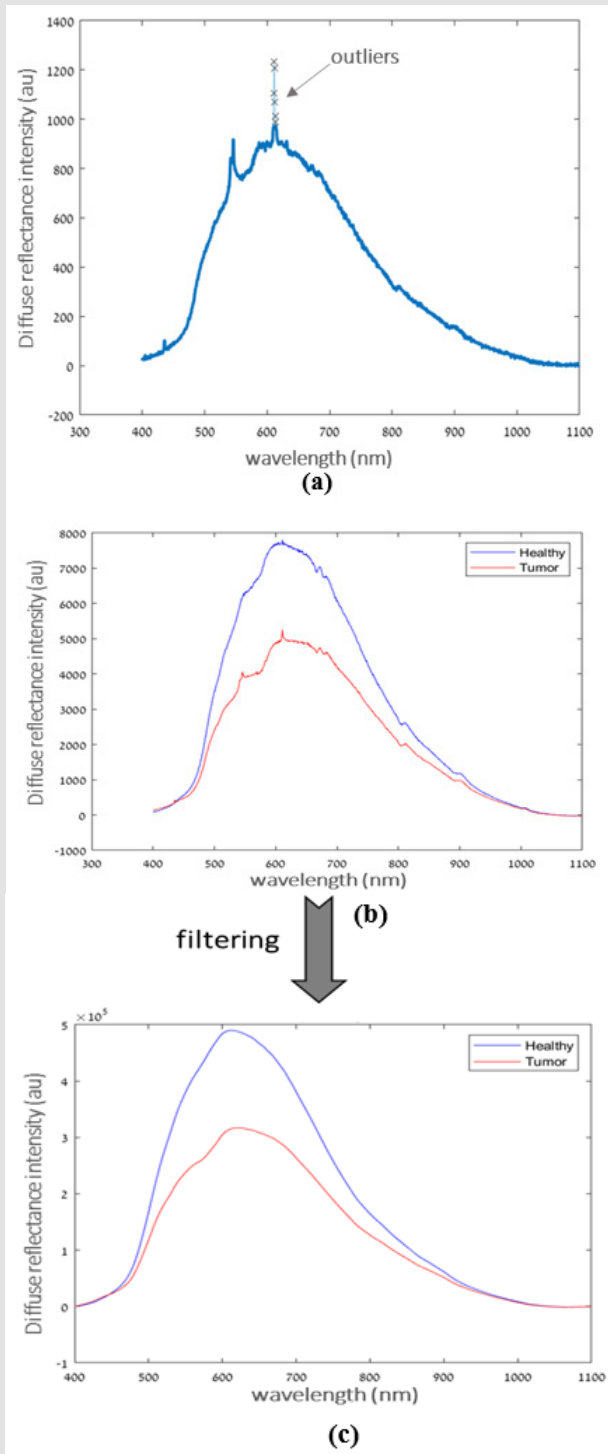 1400
1200
1000
800
600
400
200
0
-200
outliers
Diffuse reflectance intensity (au)
300 400 500 600 700 800 900 1000 1100
wavelength (nm)
(a)
8000
7000
6000
5000
4000
3000
2000
1000
0
-1000
Healthy
Tumor
Diffuse reflectance intensity (au)
300 400 500 600 700 800 900 1000 1100
wavelength (nm)
(b)
filtering
×10⁵
5
4
3
2
1
0
-1
Healthy
Tumor
Diffuse reflectance intensity (au)
400 500 600 700 800 900 1000 1100
wavelength (nm)
(c)